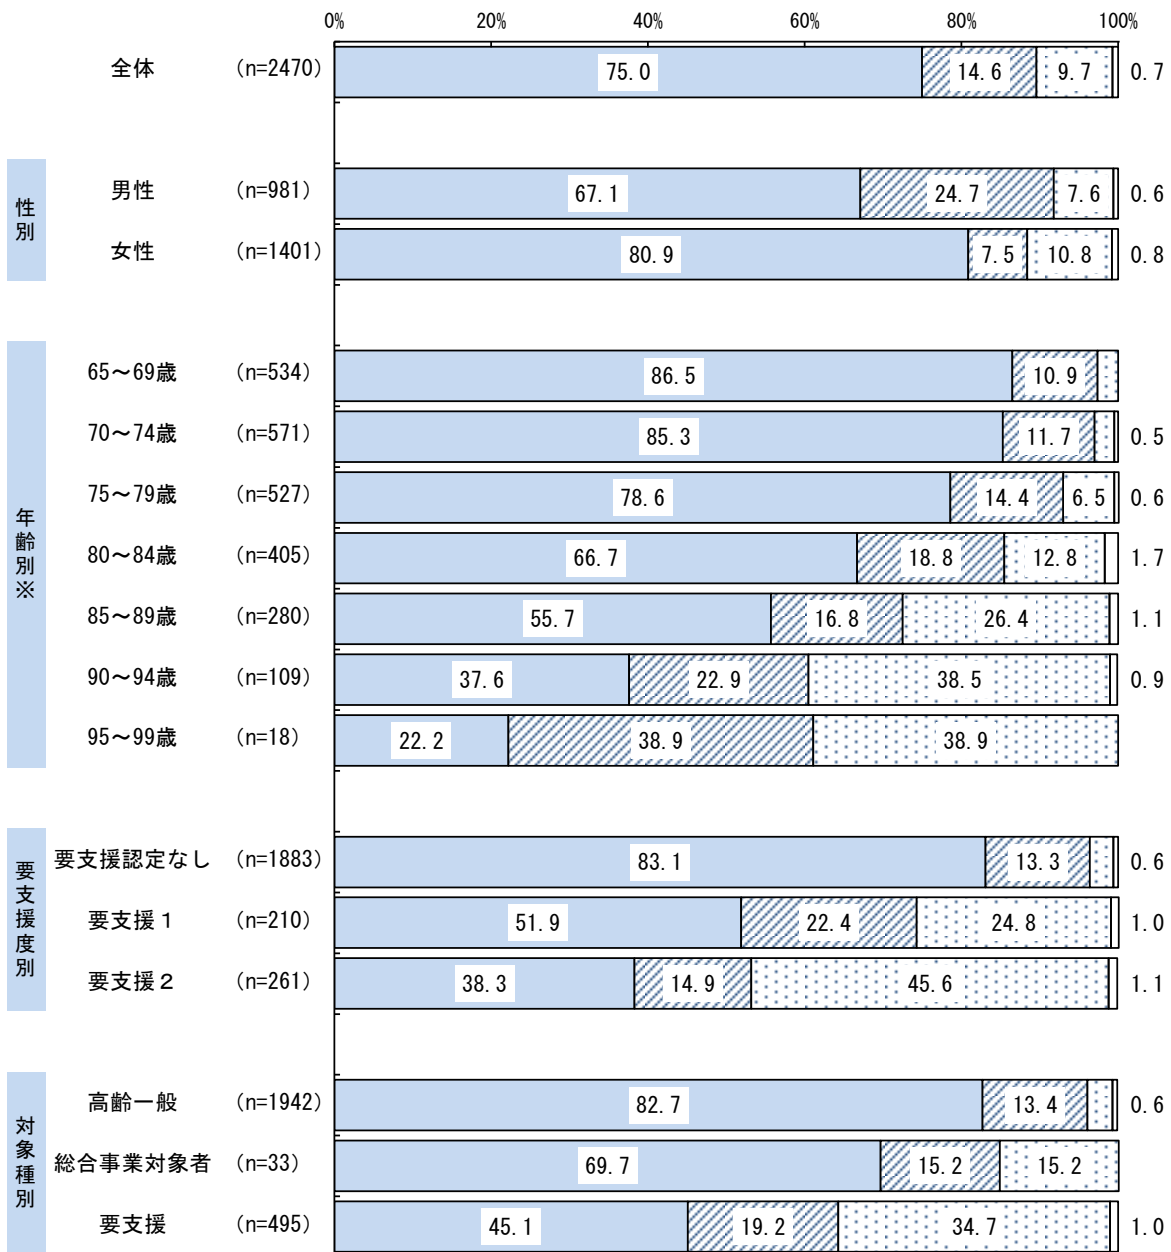 0% 20% 40% 60% 80% 100%
全体 (n=2470) 75.0 14.6 9.7 0.7
性別
男性 (n=981) 67.1 24.7 7.6 0.6
女性 (n=1401) 80.9 7.5 10.8 0.8
年齢別※
65～69歳 (n=534) 86.5 10.9
70～74歳 (n=571) 85.3 11.7 0.5
75～79歳 (n=527) 78.6 14.4 6.5 0.6
80～84歳 (n=405) 66.7 18.8 12.8 1.7
85～89歳 (n=280) 55.7 16.8 26.4 1.1
90～94歳 (n=109) 37.6 22.9 38.5 0.9
95～99歳 (n=18) 22.2 38.9 38.9
要支援度別
要支援認定なし (n=1883) 83.1 13.3 0.6
要支援１ (n=210) 51.9 22.4 24.8 1.0
要支援２ (n=261) 38.3 14.9 45.6 1.1
対象種別
高齢一般 (n=1942) 82.7 13.4 0.6
総合事業対象者 (n=33) 69.7 15.2 15.2
要支援 (n=495) 45.1 19.2 34.7 1.0